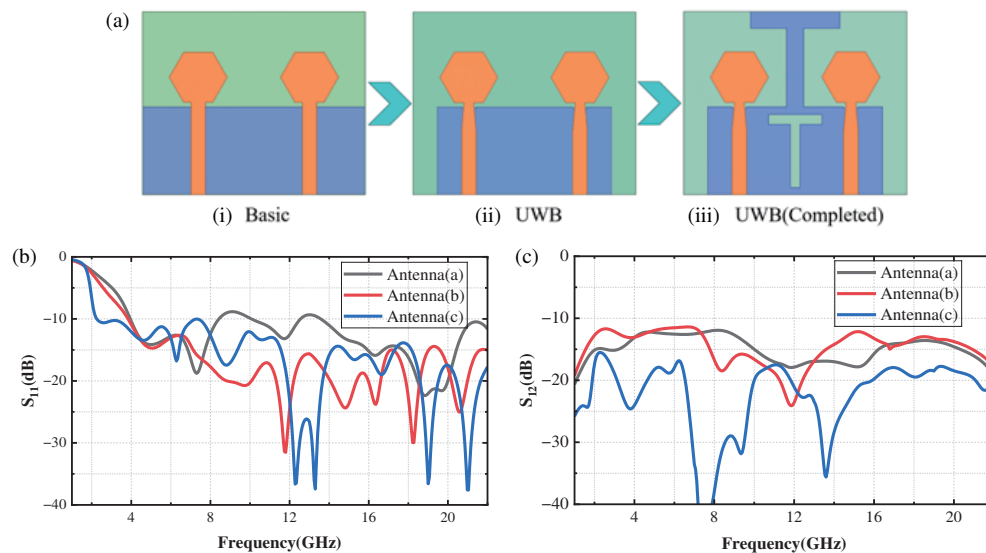 (a)
(i) Basic
(ii) UWB
(iii) UWB(Completed)
(b)
0
-10
-20
-30
-40
S11(dB)
Antenna(a)
Antenna(b)
Antenna(c)
4 8 12 16 20
Frequency(GHz)
(c)
0
-10
-20
-30
-40
S12(dB)
Antenna(a)
Antenna(b)
Antenna(c)
4 8 12 16 20
Frequency(GHz)